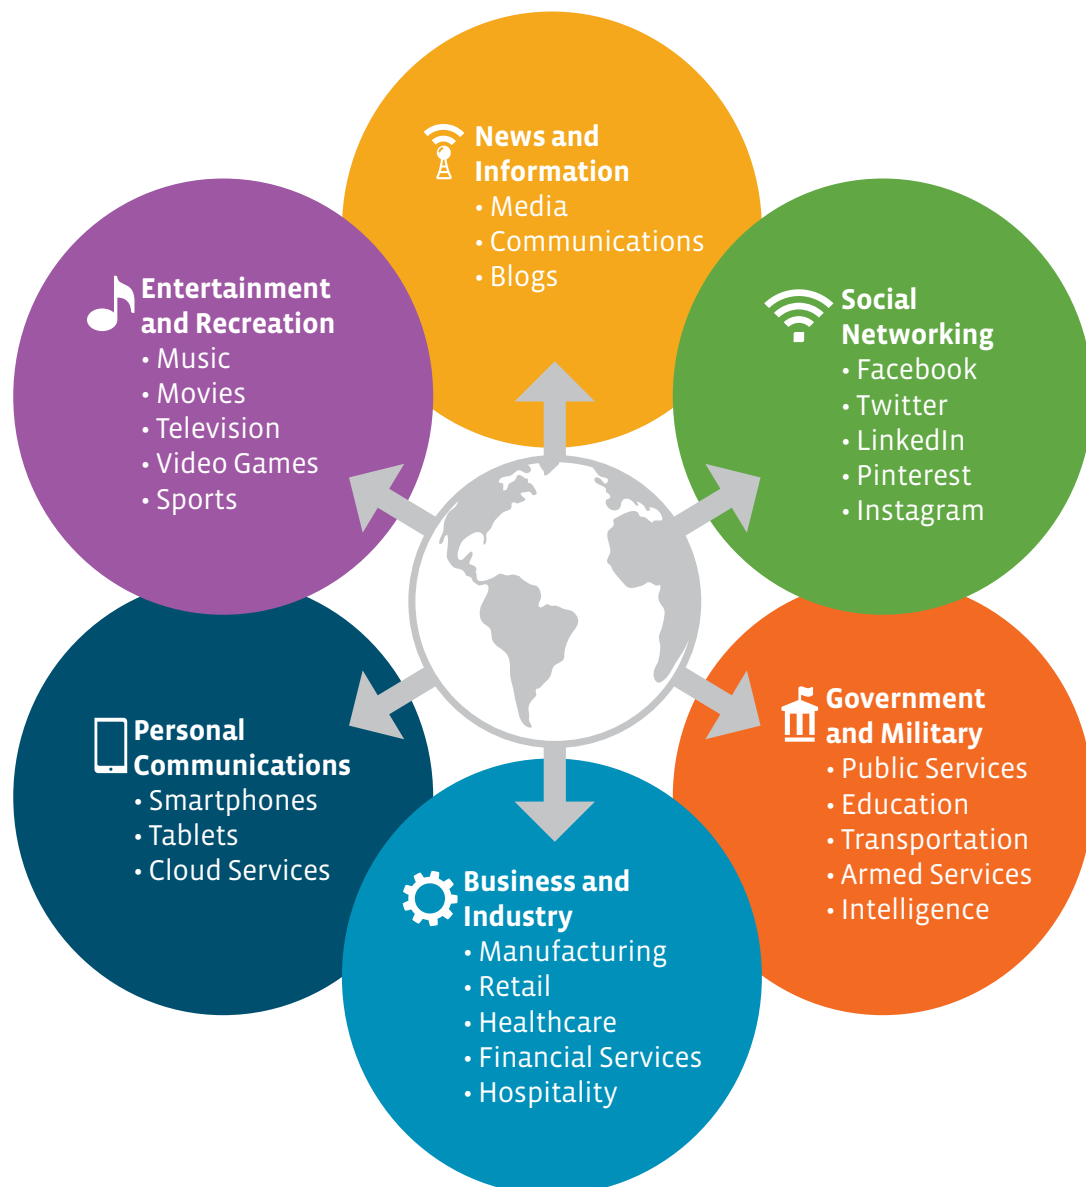 News and
Information
• Media
• Communications
• Blogs
Entertainment
and Recreation
• Music
• Movies
• Television
• Video Games
• Sports
Social
Networking
• Facebook
• Twitter
• LinkedIn
• Pinterest
• Instagram
Personal
Communications
• Smartphones
• Tablets
• Cloud Services
Government
and Military
• Public Services
• Education
• Transportation
• Armed Services
• Intelligence
Business and
Industry
• Manufacturing
• Retail
• Healthcare
• Financial Services
• Hospitality